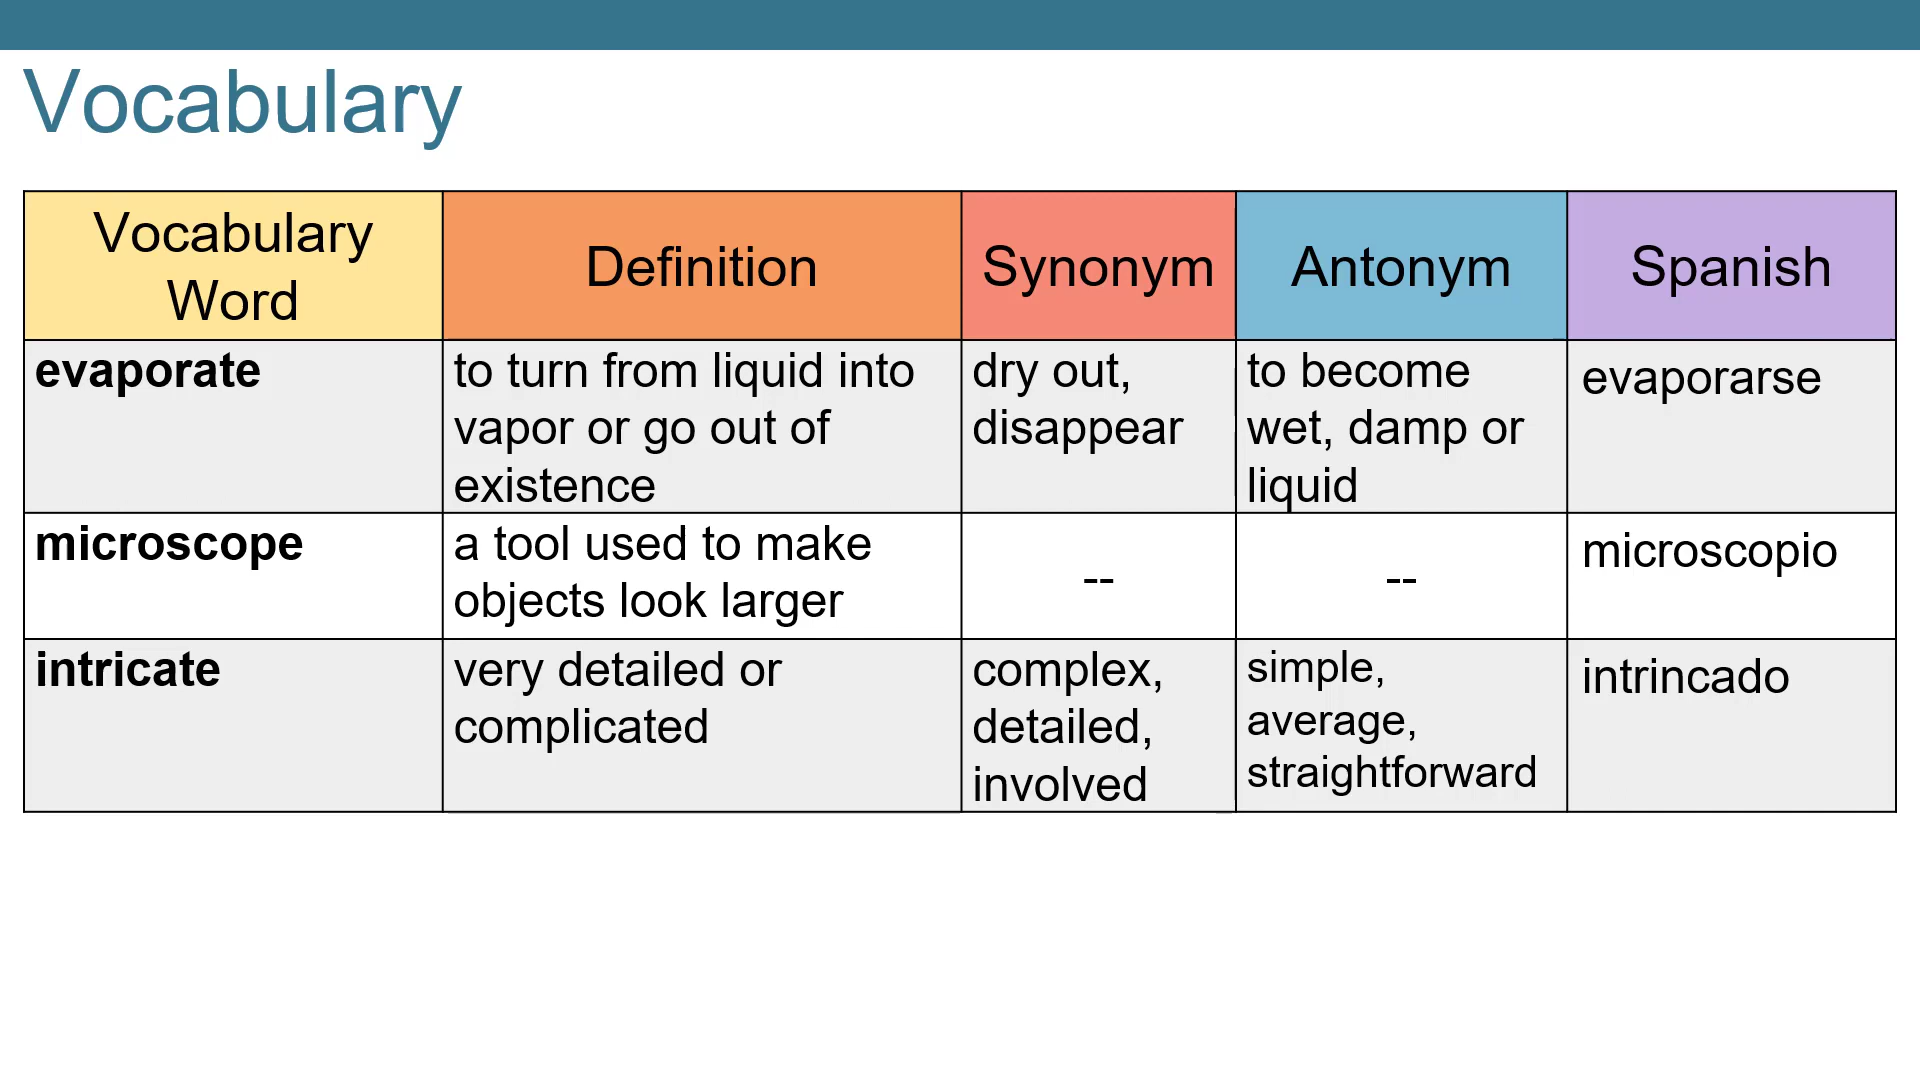 Vocabulary
Vocabulary
Word
Definition
Synonym
Antonym
Spanish
evaporate
to turn from liquid into
vapor or go out of
existence
dry out,
disappear
to become
wet, damp or
liquid
evaporarse
microscope
a tool used to make
objects look larger
--
--
microscopio
intricate
very detailed or
complicated
complex,
detailed,
involved
simple,
average,
straightforward
intrincado